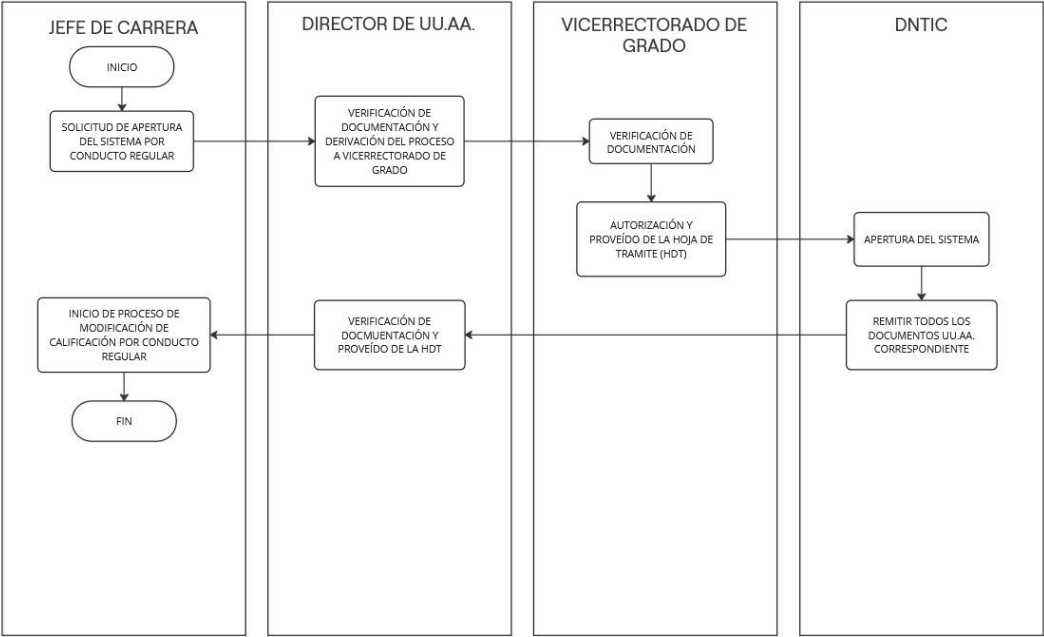 JEFE DE CARRERA
DIRECTOR DE UU.AA.
VICERRECTORADO DE
GRADO
DNTIC
INICIO
SOLICITUD DE APERTURA
DEL SISTEMA POR
CONDUCTO REGULAR
VERIFICACIÓN DE
DOCUMENTACIÓN Y
DERIVACIÓN DEL PROCESO
A VICERRECTORADO DE
GRADO
VERIFICACIÓN DE
DOCUMENTACIÓN
AUTORIZACIÓN Y
PROVEÍDO DE LA HOJA DE
TRAMITE (HDT)
APERTURA DEL SISTEMA
REMITIR TODOS LOS
DOCUMENTOS UU.AA.
CORRESPONDIENTE
VERIFICACIÓN DE
DOCMUENTACIÓN Y
PROVEÍDO DE LA HDT
INICIO DE PROCESO DE
MODIFICACIÓN DE
CALIFICACIÓN POR CONDUCTO
REGULAR
FIN